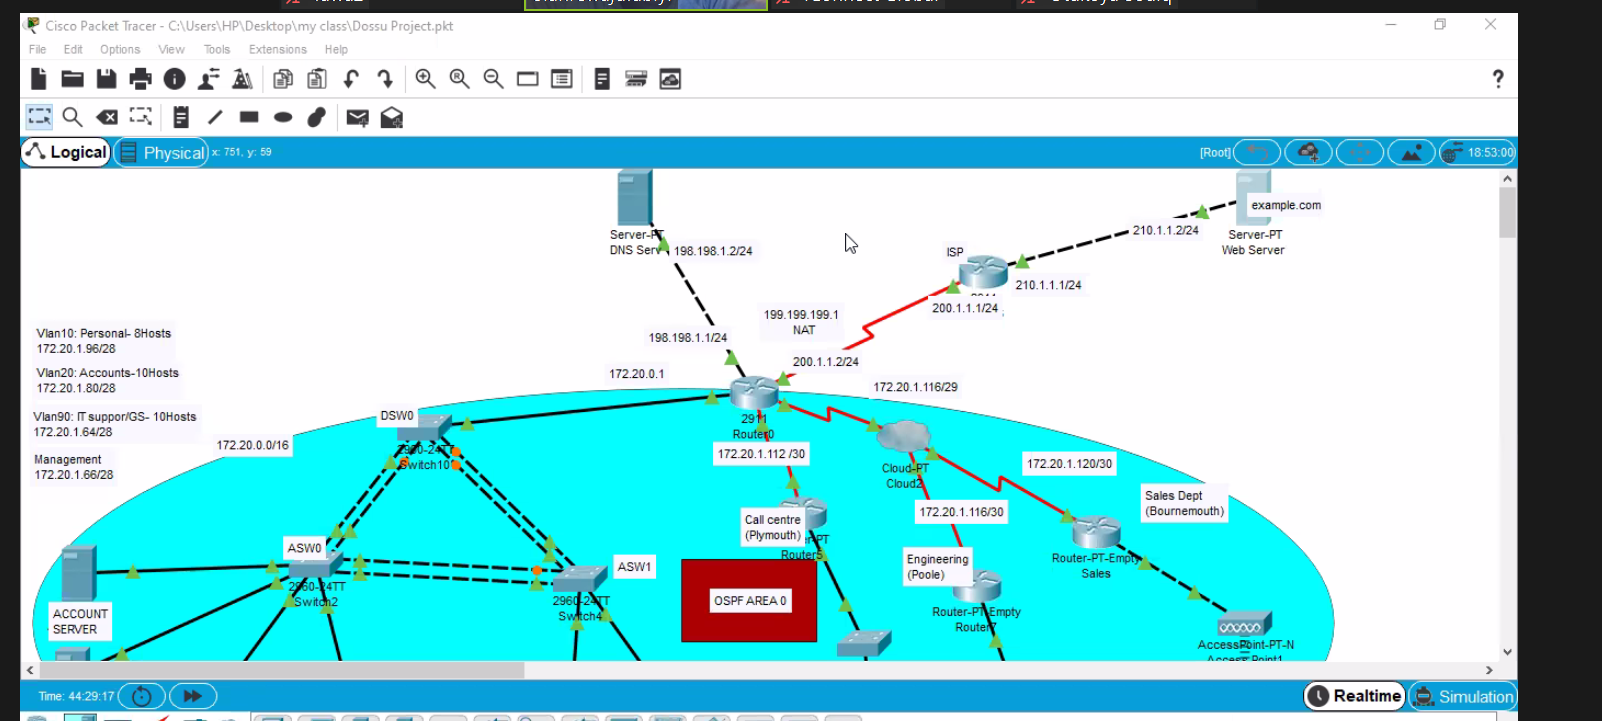 Cisco Packet Tracer - C:\Users\HP\Desktop\my class\Dossu Project.pkt
File Edit Options View Tools Extensions Help
?
Logical
Physical
x: 751, y: 59
[Root]
18:53:00
Server-PT
DNS Serv
198.198.1.2/24
example.com
210.1.1.2/24
Server-PT
Web Server
ISP
210.1.1.1/24
200.1.1.1/24
199.199.199.1
NAT
198.198.1.1/24
200.1.1.2/24
Vlan10: Personal- 8Hosts
172.20.1.96/28
Vlan20: Accounts-10Hosts
172.20.1.80/28
Vlan90: IT suppor/GS- 10Hosts
172.20.1.64/28
Management
172.20.1.66/28
172.20.0.1
172.20.1.116/29
DSW0
2960-24TT
Switch10
172.20.0.0/16
2911
Router0
172.20.1.112 /30
Cloud-PT
Cloud2
172.20.1.120/30
Sales Dept
(Bournemouth)
172.20.1.116/30
Call centre
(Plymouth)
Router5
Router-PT-Empty
Sales
Engineering
(Poole)
Router-PT-Empty
Router7
ASW0
2960-24TT
Switch2
ASW1
2960-24TT
Switch4
OSPF AREA 0
ACCOUNT
SERVER
AccessPoint-PT-N
Time: 44:29:17
Realtime
Simulation